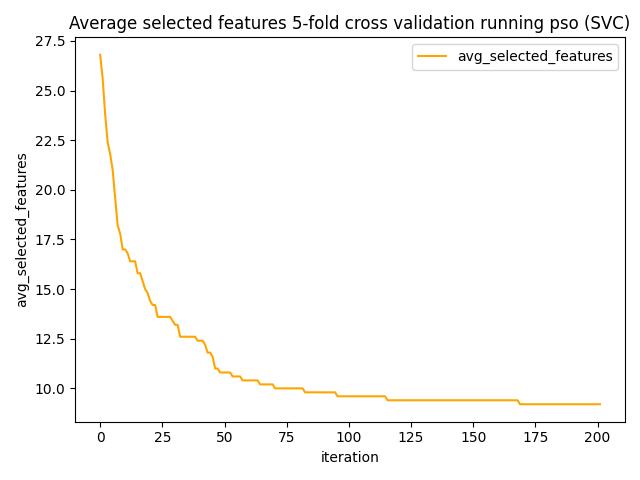 Average selected features 5-fold cross validation running pso (SVC)
avg_selected_features
27.5
25.0
22.5
20.0
17.5
15.0
12.5
10.0
avg_selected_features
0 25 50 75 100 125 150 175 200
iteration